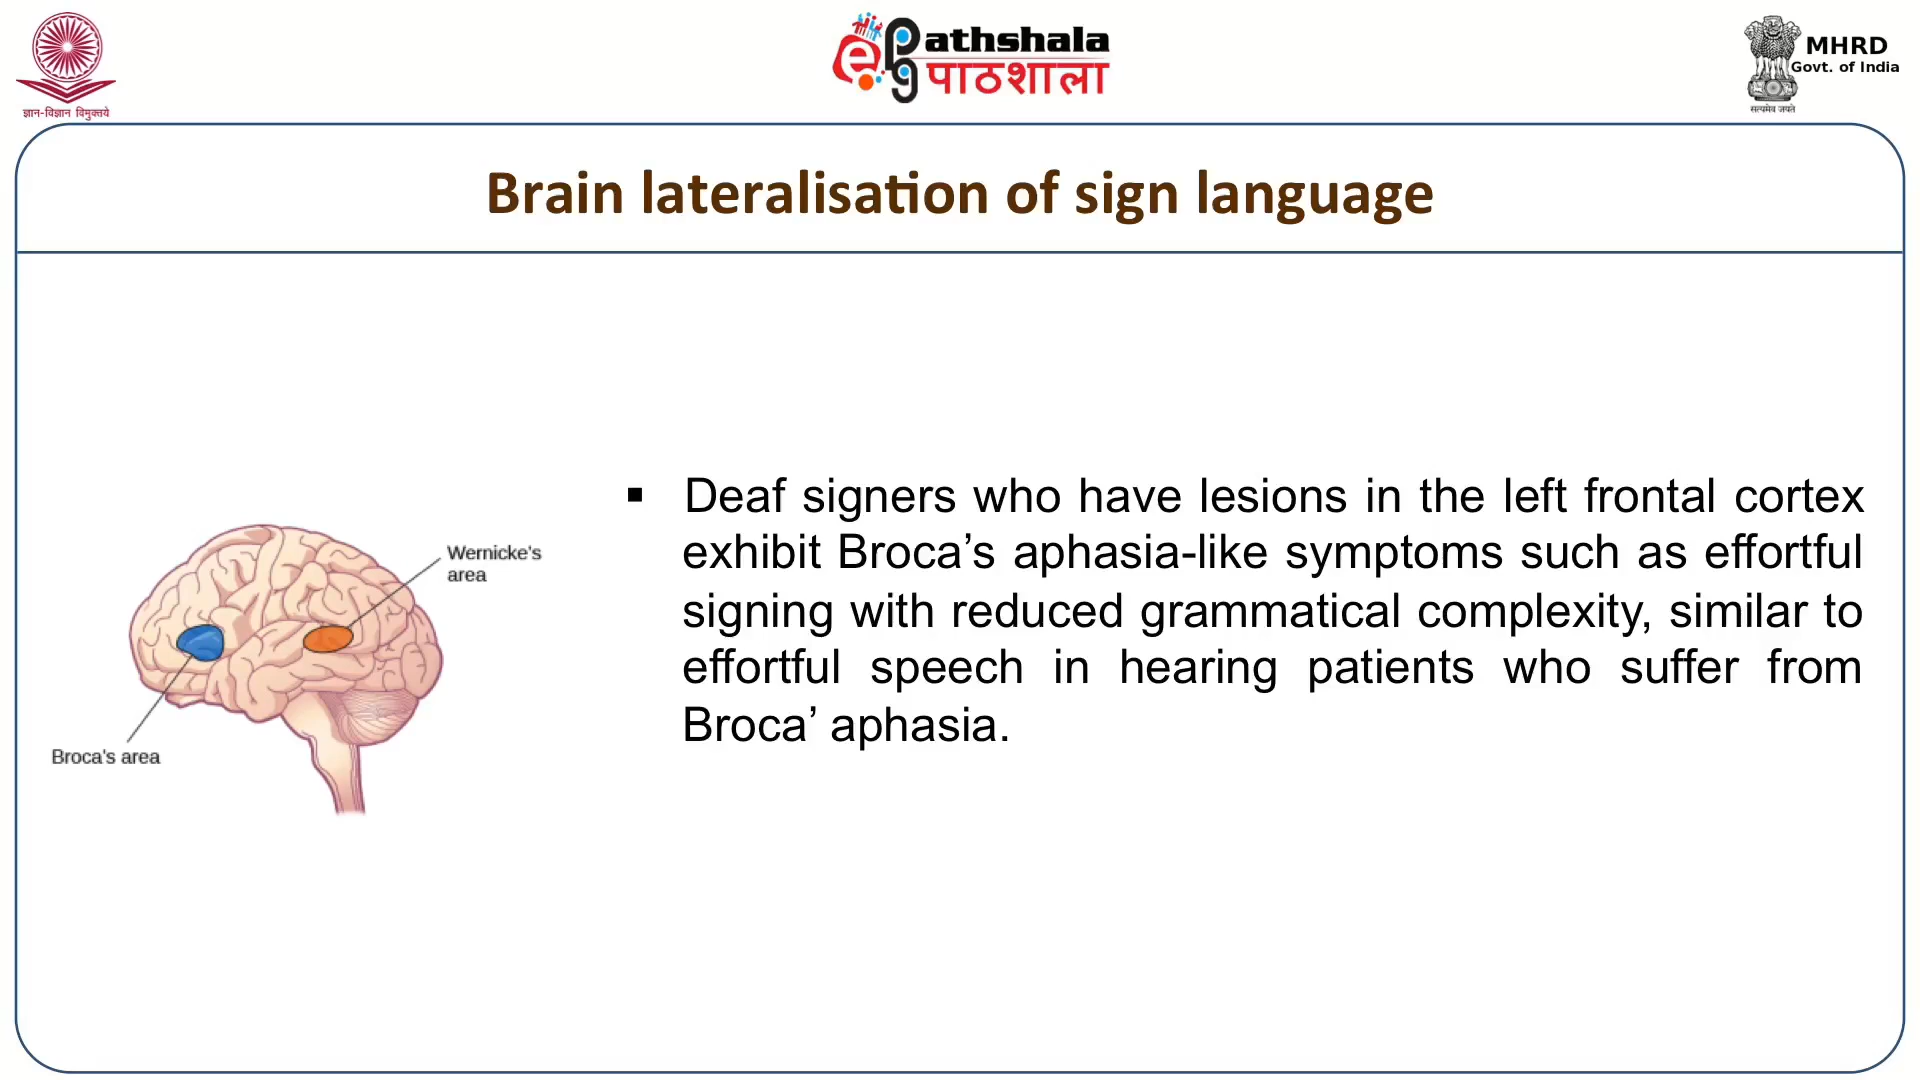 ज्ञान-विज्ञान विमुक्तये
e PG Pathshala
पाठशाला
MHRD
Govt. of India
सत्यमेव जयते
Brain lateralisation of sign language
Wernicke's
area
Broca's area
▪ Deaf signers who have lesions in the left frontal cortex
exhibit Broca’s aphasia-like symptoms such as effortful
signing with reduced grammatical complexity, similar to
effortful speech in hearing patients who suffer from
Broca’ aphasia.